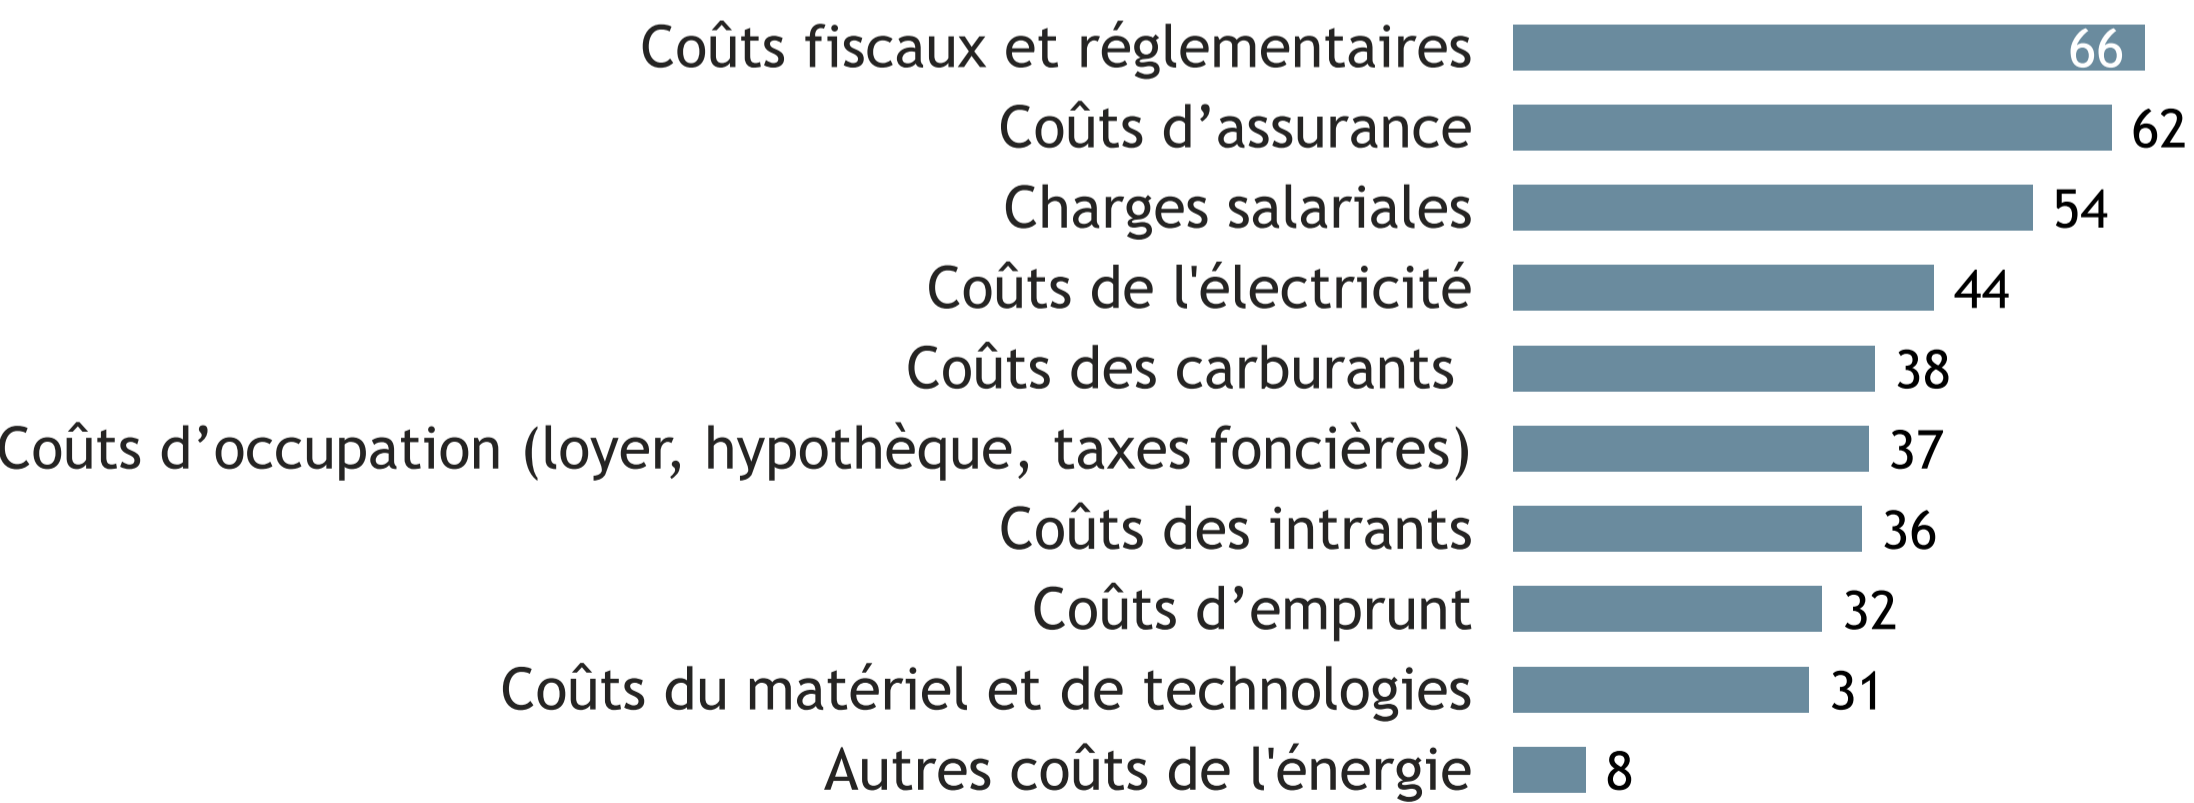 Coûts fiscaux et réglementaires 66
Coûts d’assurance 62
Charges salariales 54
Coûts de l'électricité 44
Coûts des carburants 38
Coûts d’occupation (loyer, hypothèque, taxes foncières) 37
Coûts des intrants 36
Coûts d’emprunt 32
Coûts du matériel et de technologies 31
Autres coûts de l'énergie 8